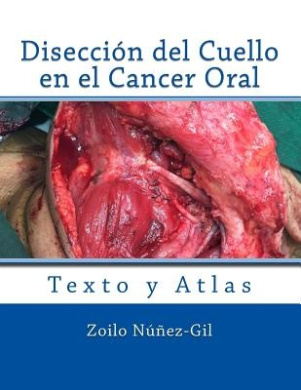 Disección del Cuello
en el Cancer Oral
Texto y Atlas
Zoilo Núñez-Gil